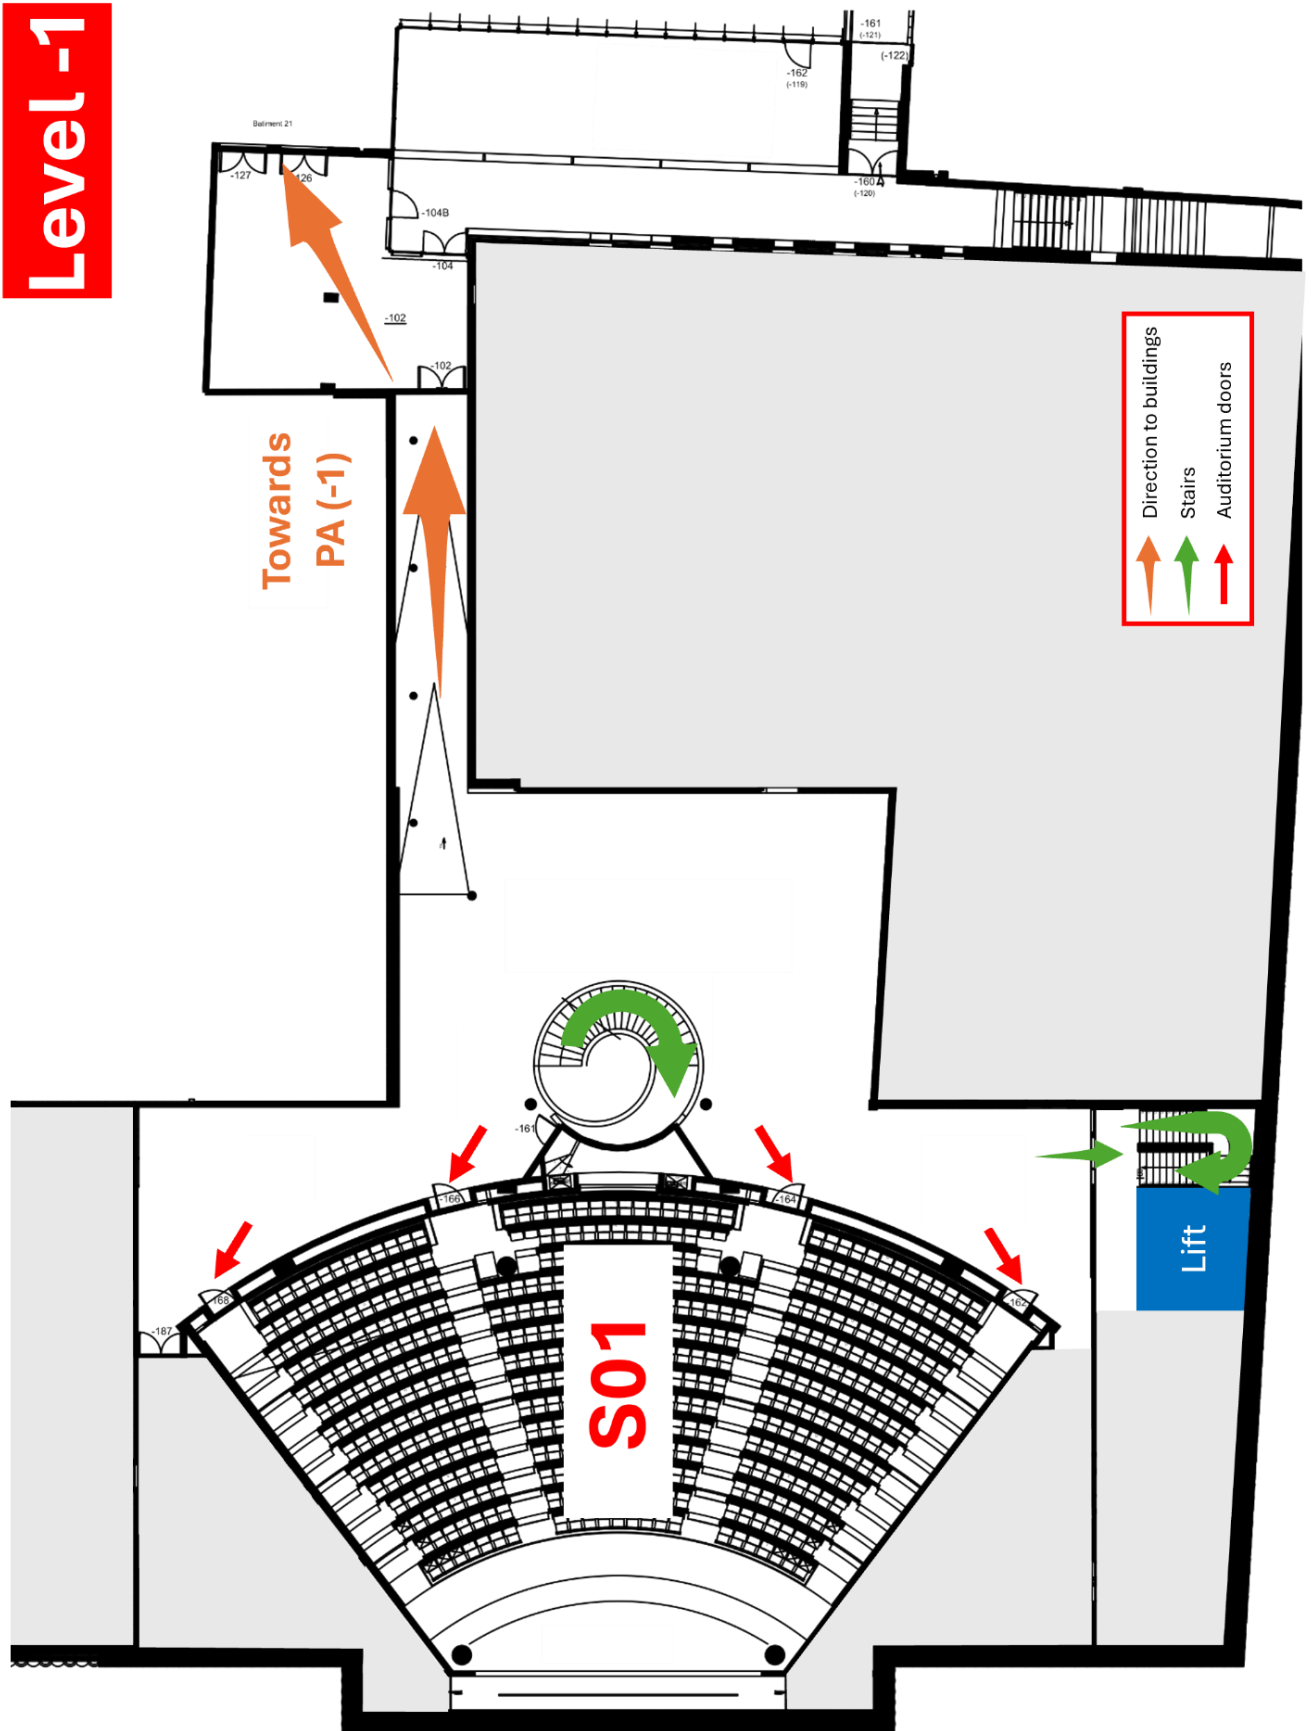 Level -1
-161
(-121)
(-122)
-162
(-119)
Batiment 21
-127
-126
-160
(-120)
-104B
-104
-102
-102
Towards
PA (-1)
Direction to buildings
Stairs
Auditorium doors
-161
-166
-164
-168
-162
-187
Lift
S01